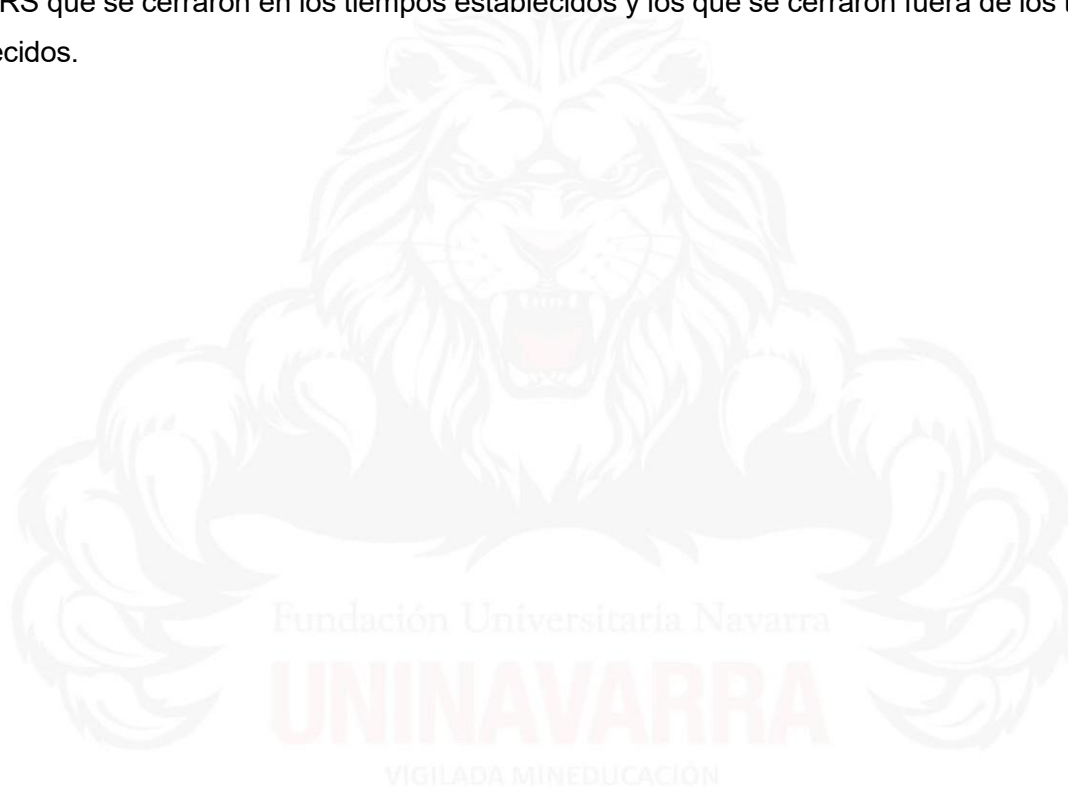 RS que se cerraron en los tiempos establecidos y los que se cerraron fuera de los
ecidos.
Fundación Universitaria Navarra
UNINAVARRA
VIGILADA MINEDUCACIÓN